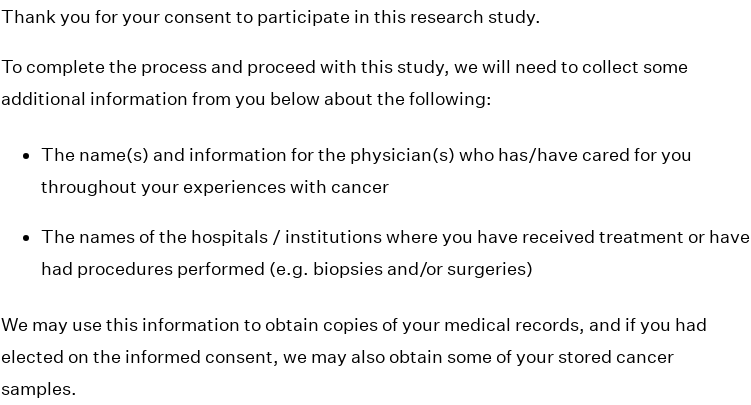 Thank you for your consent to participate in this research study.
To complete the process and proceed with this study, we will need to collect some
additional information from you below about the following:
• The name(s) and information for the physician(s) who has/have cared for you
throughout your experiences with cancer
• The names of the hospitals / institutions where you have received treatment or have
had procedures performed (e.g. biopsies and/or surgeries)
We may use this information to obtain copies of your medical records, and if you had
elected on the informed consent, we may also obtain some of your stored cancer
samples.